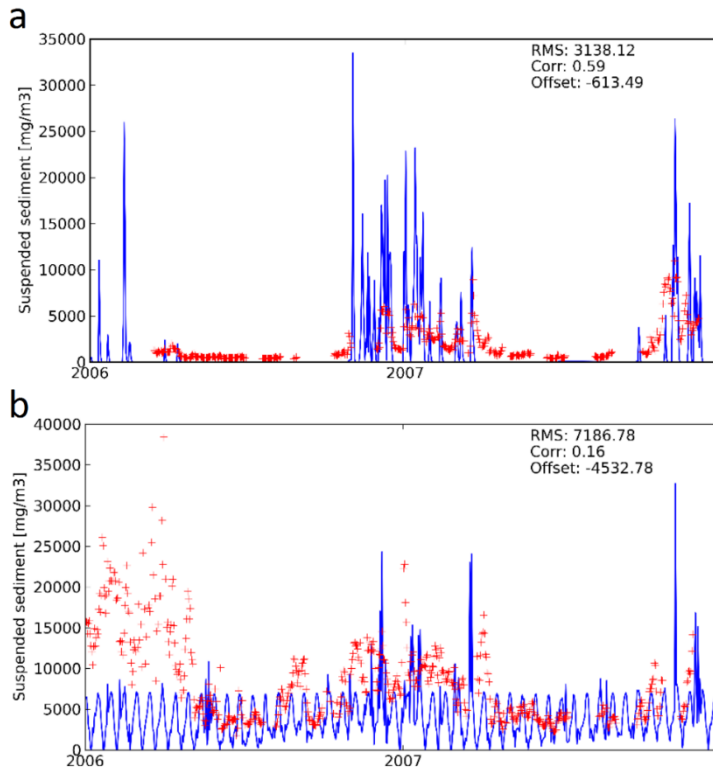 a
35000
30000
25000
20000
15000
10000
5000
0
Suspended sediment [mg/m3]
RMS: 3138.12
Corr: 0.59
Offset: -613.49
2006
2007
b
40000
35000
30000
25000
20000
15000
10000
5000
0
Suspended sediment [mg/m3]
RMS: 7186.78
Corr: 0.16
Offset: -4532.78
2006
2007